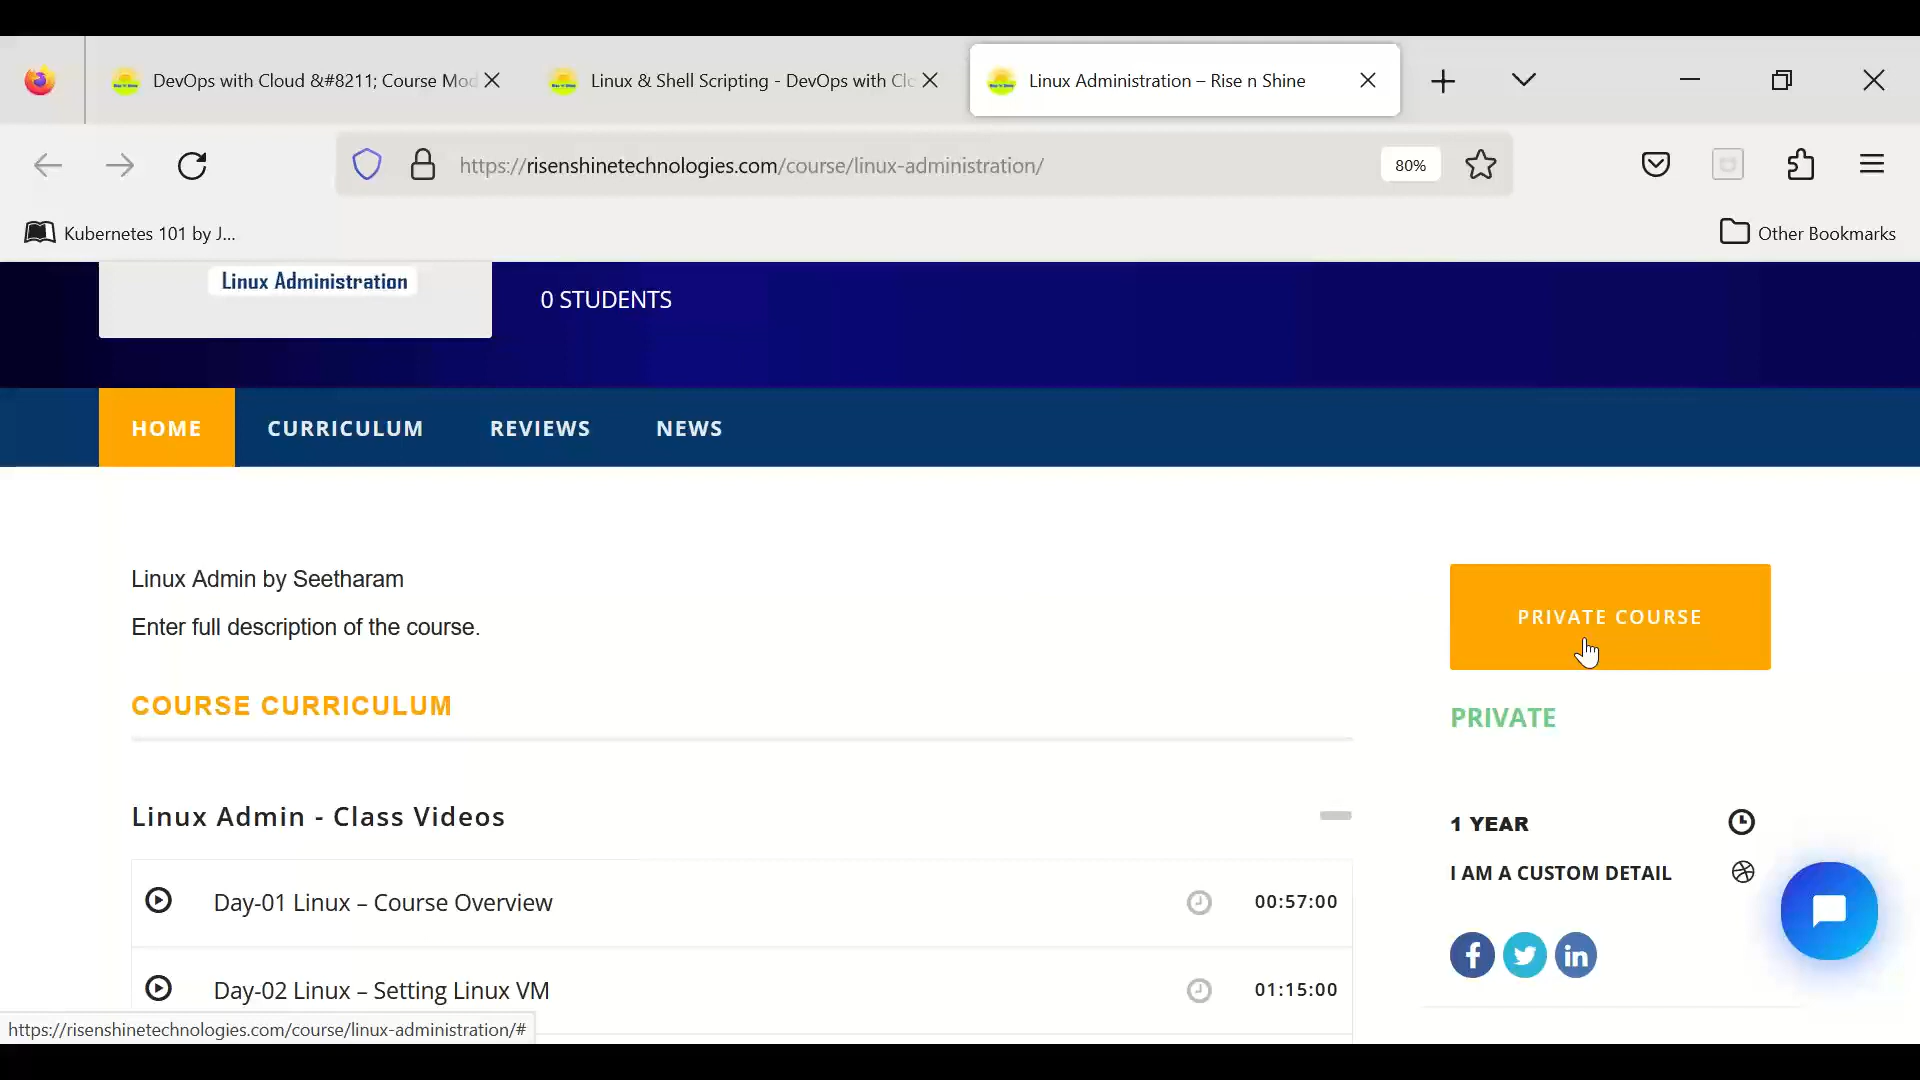 DevOps with Cloud &#8211; Course Mod
Linux & Shell Scripting - DevOps with Clo
Linux Administration – Rise n Shine
https://risenshinetechnologies.com/course/linux-administration/
80%
Kubernetes 101 by J...
Other Bookmarks
Linux Administration
0 STUDENTS
HOME
CURRICULUM
REVIEWS
NEWS
Linux Admin by Seetharam
Enter full description of the course.
PRIVATE COURSE
COURSE CURRICULUM
PRIVATE
Linux Admin - Class Videos
1 YEAR
I AM A CUSTOM DETAIL
Day-01 Linux – Course Overview
00:57:00
Day-02 Linux – Setting Linux VM
01:15:00
https://risenshinetechnologies.com/course/linux-administration/#